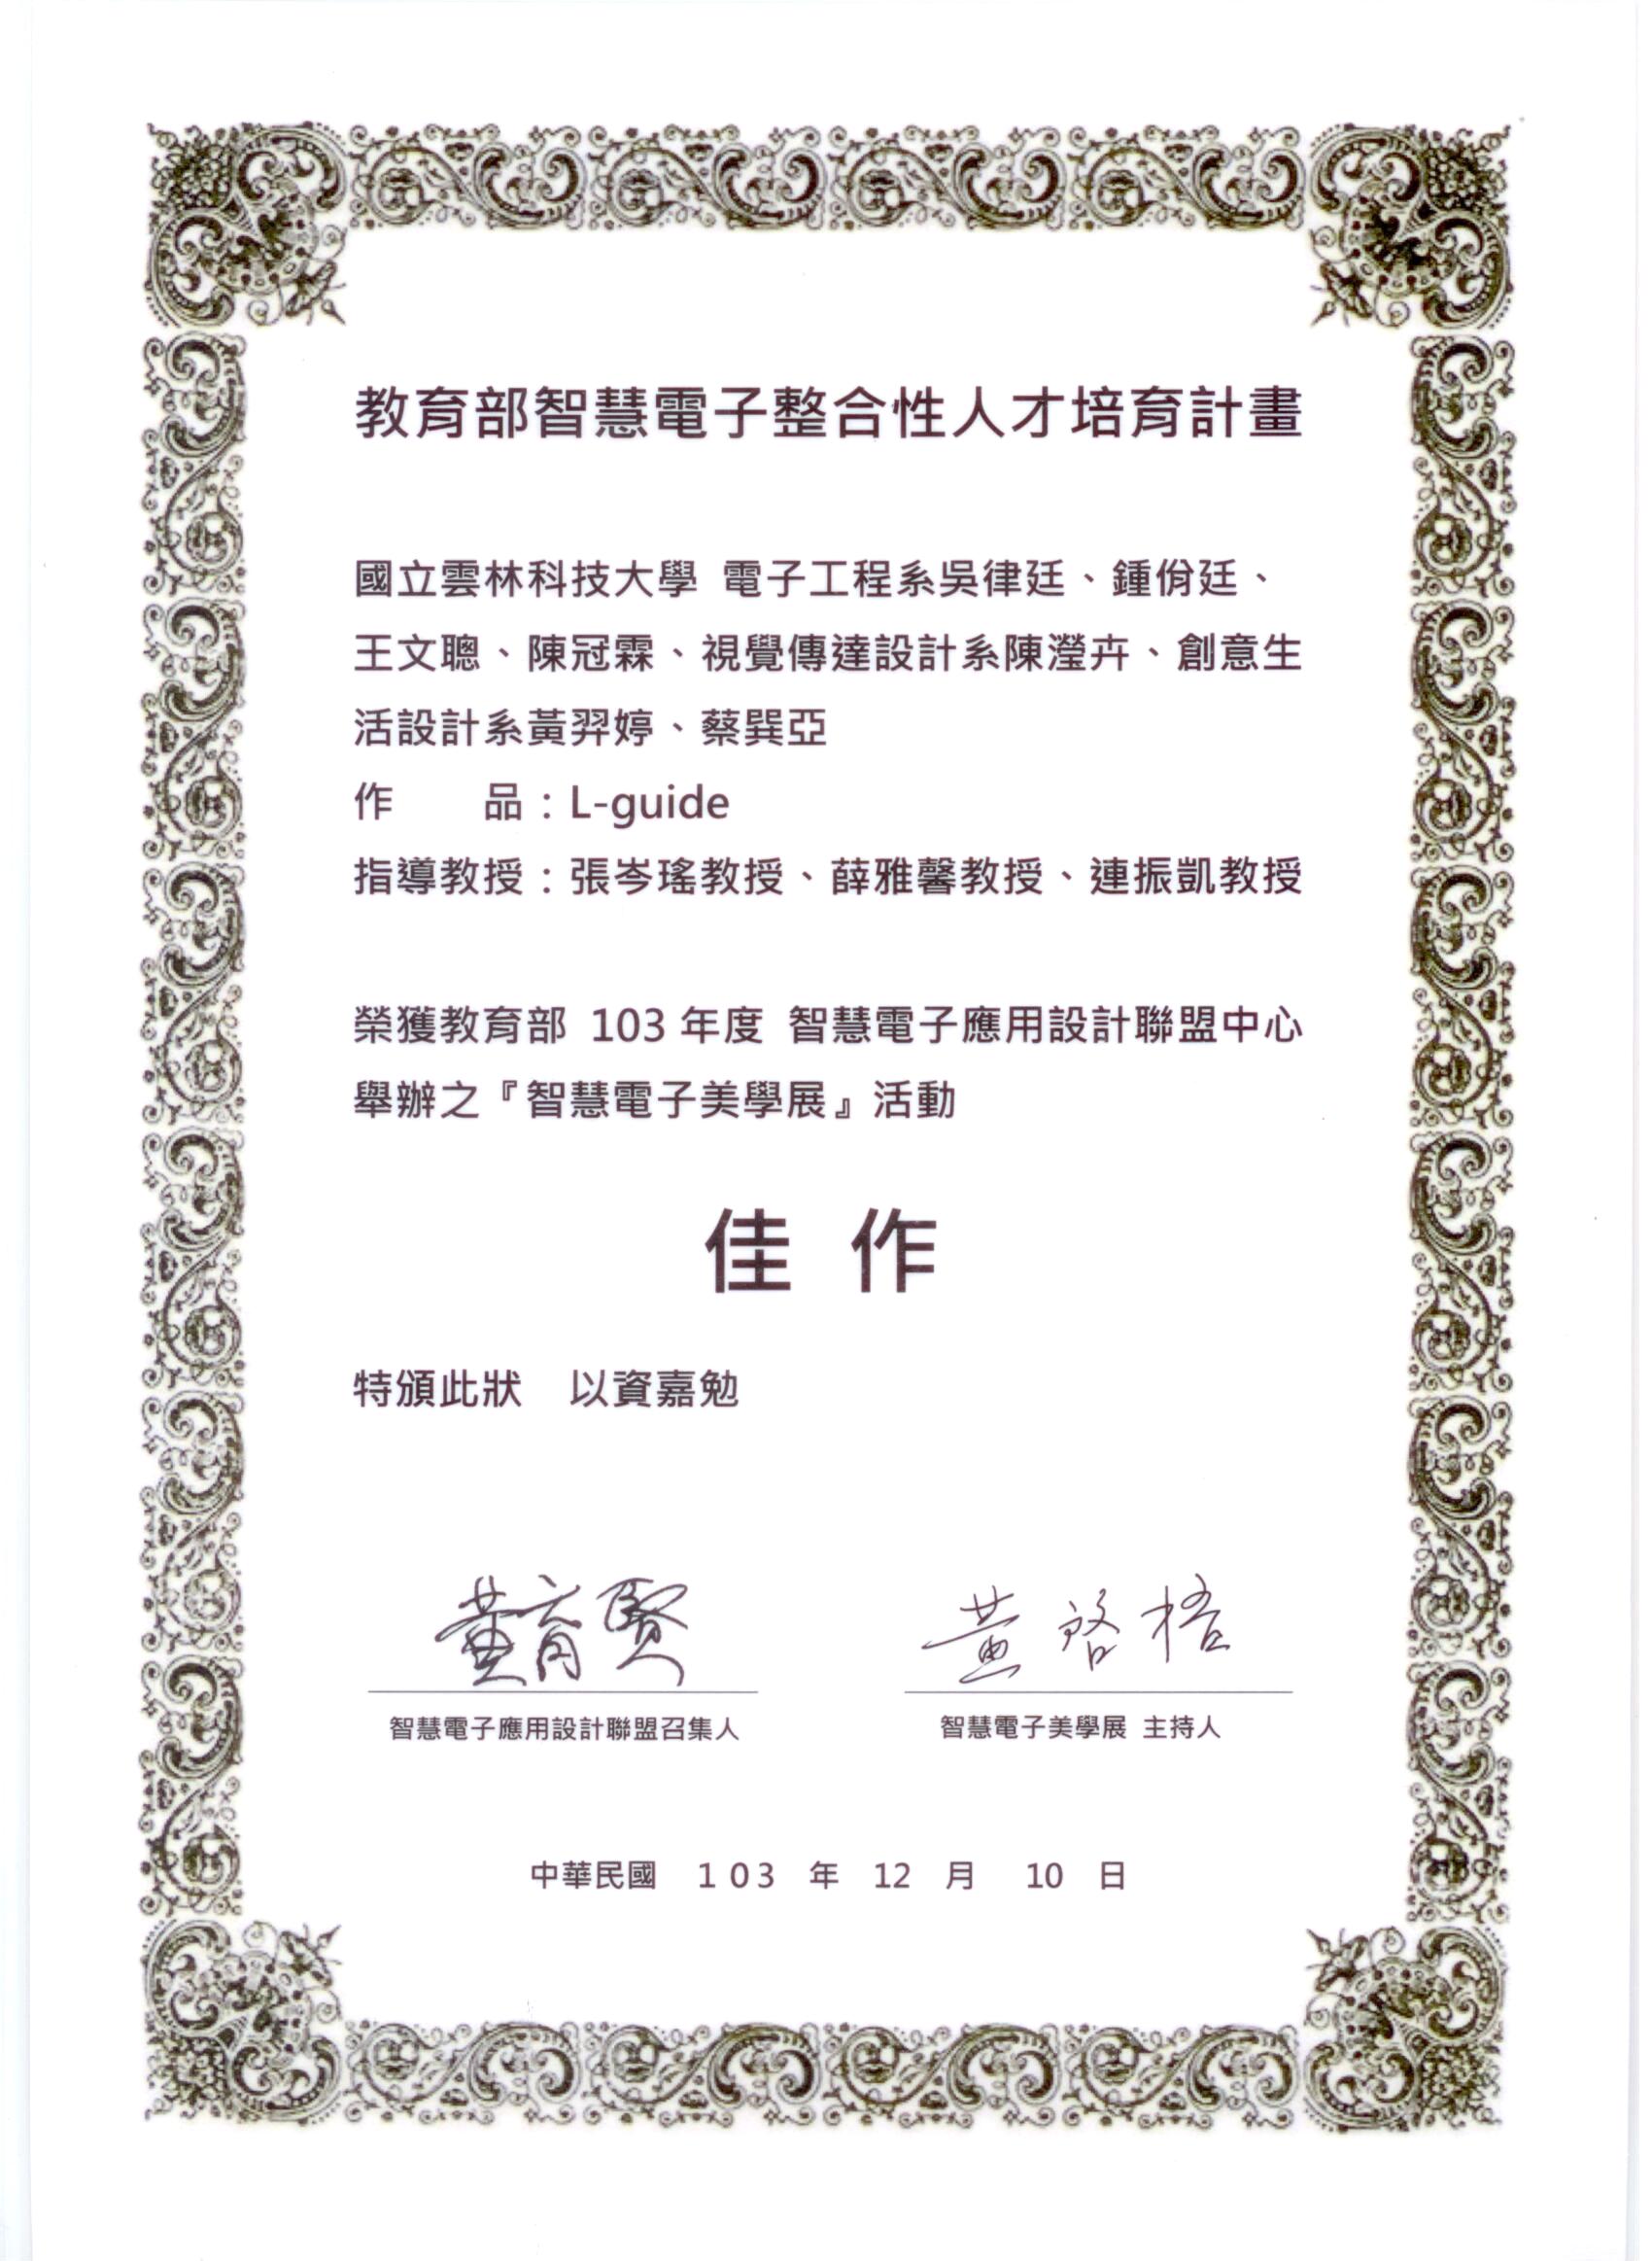 教育部智慧電子整合性人才培育計畫
國立雲林科技大學 電子工程系吳律廷、鍾佾廷、
王文聰、陳冠霖、視覺傳達設計系陳瀅卉、創意生
活設計系黃羿婷、蔡巽亞
作　　品：L-guide
指導教授：張岑瑤教授、薛雅馨教授、連振凱教授
榮獲教育部 103 年度 智慧電子應用設計聯盟中心
舉辦之『智慧電子美學展』活動
佳 作
特頒此狀　以資嘉勉
黃育賢 黃啓梧
智慧電子應用設計聯盟召集人 智慧電子美學展 主持人
中華民國 103 年 12 月 10 日